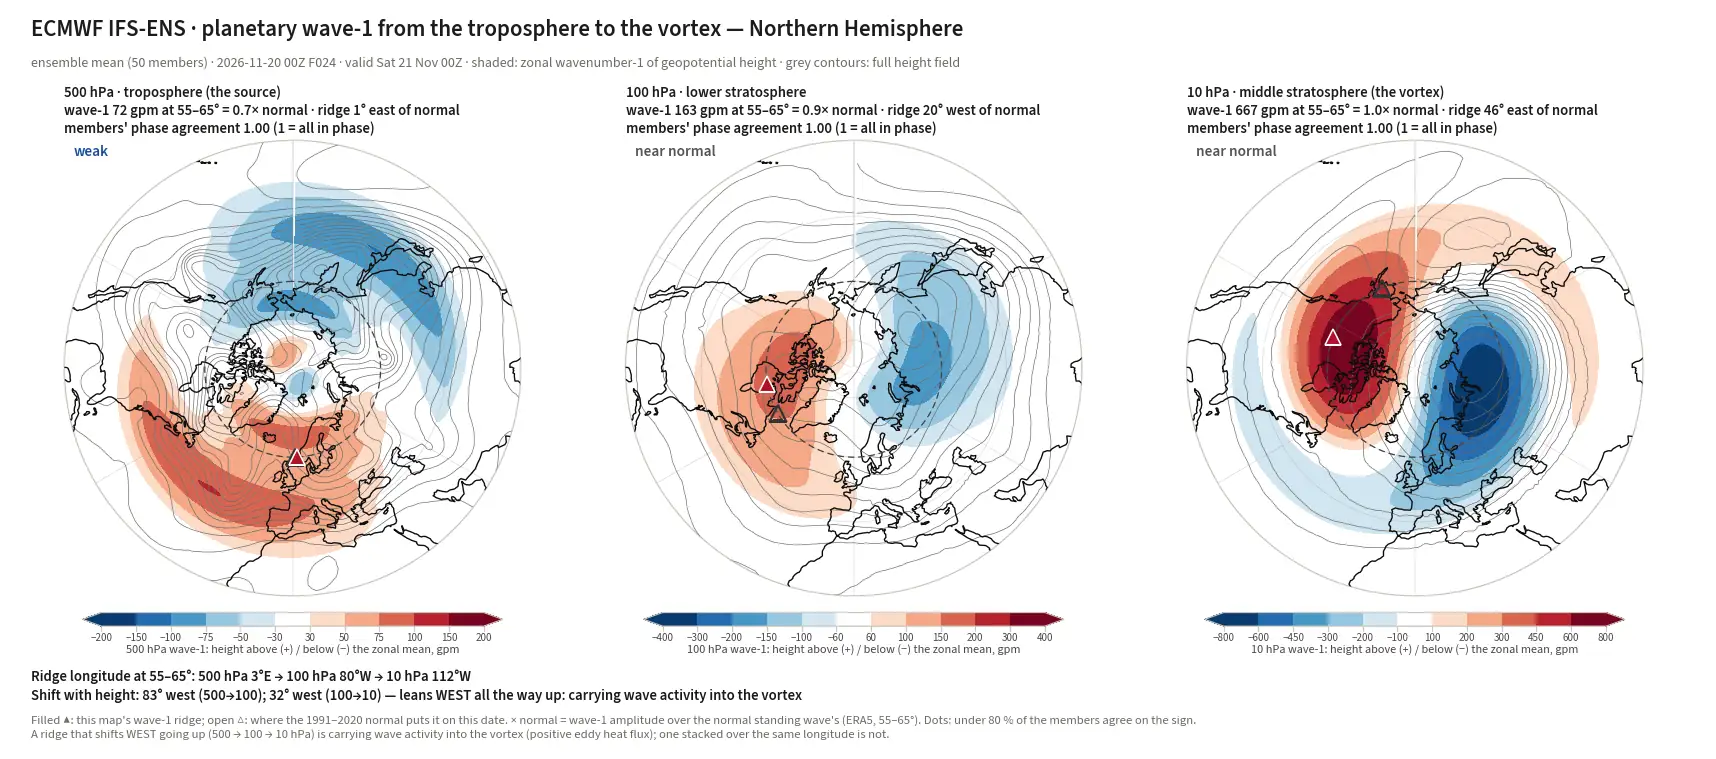 ECMWF IFS-ENS · planetary wave-1 from the troposphere to the vortex — Northern Hemisphere
ensemble mean (50 members) · 2026-11-20 00Z F024 · valid Sat 21 Nov 00Z · shaded: zonal wavenumber-1 of geopotential height · grey contours: full height field
500 hPa · troposphere (the source)
wave-1 72 gpm at 55–65° = 0.7× normal · ridge 1° east of normal
members' phase agreement 1.00 (1 = all in phase)
weak
100 hPa · lower stratosphere
wave-1 163 gpm at 55–65° = 0.9× normal · ridge 20° west of normal
members' phase agreement 1.00 (1 = all in phase)
near normal
10 hPa · middle stratosphere (the vortex)
wave-1 667 gpm at 55–65° = 1.0× normal · ridge 46° east of normal
members' phase agreement 1.00 (1 = all in phase)
near normal
−200 −150 −100 −75 −50 −30 30 50 75 100 150 200
500 hPa wave-1: height above (+) / below (−) the zonal mean, gpm
−400 −300 −200 −150 −100 −60 60 100 150 200 300 400
100 hPa wave-1: height above (+) / below (−) the zonal mean, gpm
−800 −600 −450 −300 −200 −100 100 200 300 450 600 800
10 hPa wave-1: height above (+) / below (−) the zonal mean, gpm
Ridge longitude at 55–65°: 500 hPa 3°E → 100 hPa 80°W → 10 hPa 112°W
Shift with height: 83° west (500→100); 32° west (100→10) — leans WEST all the way up: carrying wave activity into the vortex
Filled ▲: this map's wave-1 ridge; open △: where the 1991–2020 normal puts it on this date. × normal = wave-1 amplitude over the normal standing wave's (ERA5, 55–65°). Dots: under 80 % of the members agree on the sign.
A ridge that shifts WEST going up (500 → 100 → 10 hPa) is carrying wave activity into the vortex (positive eddy heat flux); one stacked over the same longitude is not.